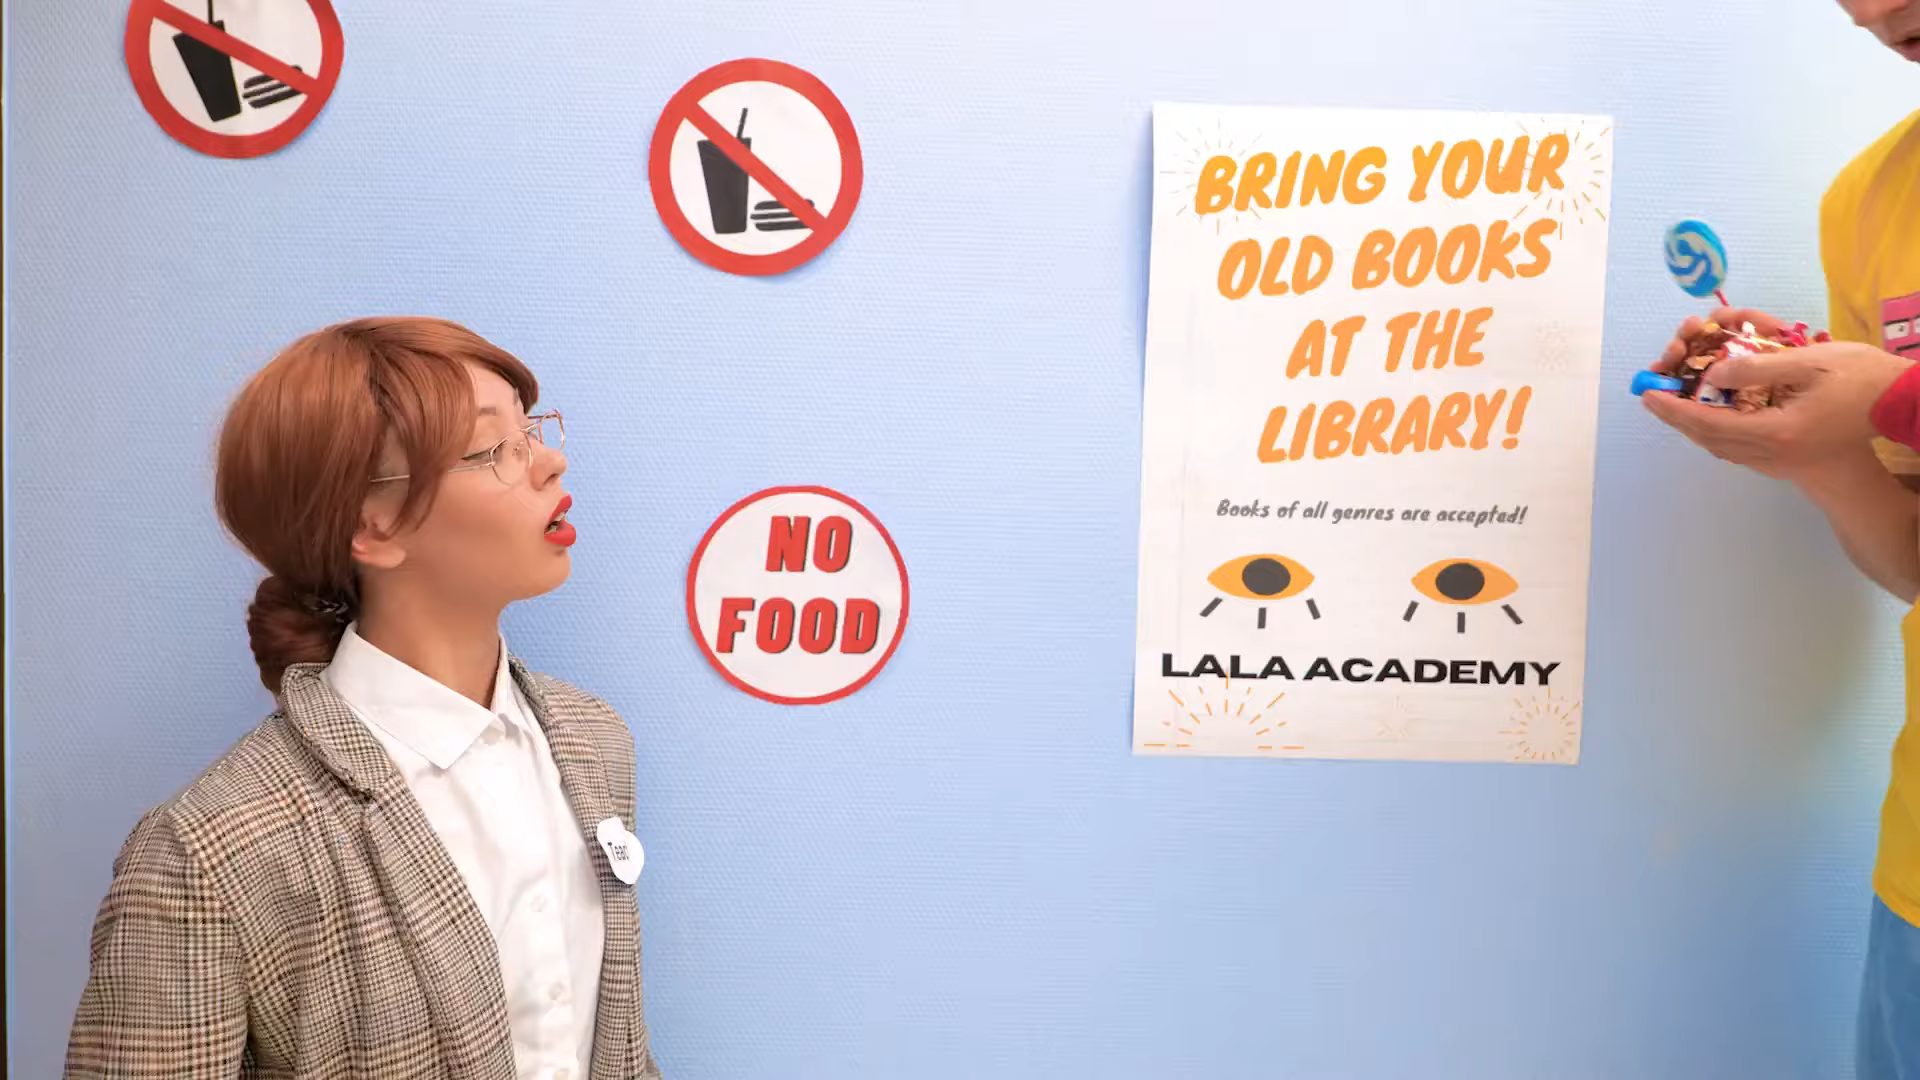 BRING YOUR
OLD BOOKS
AT THE
LIBRARY!
Books of all genres are accepted!
LALA ACADEMY
NO
FOOD